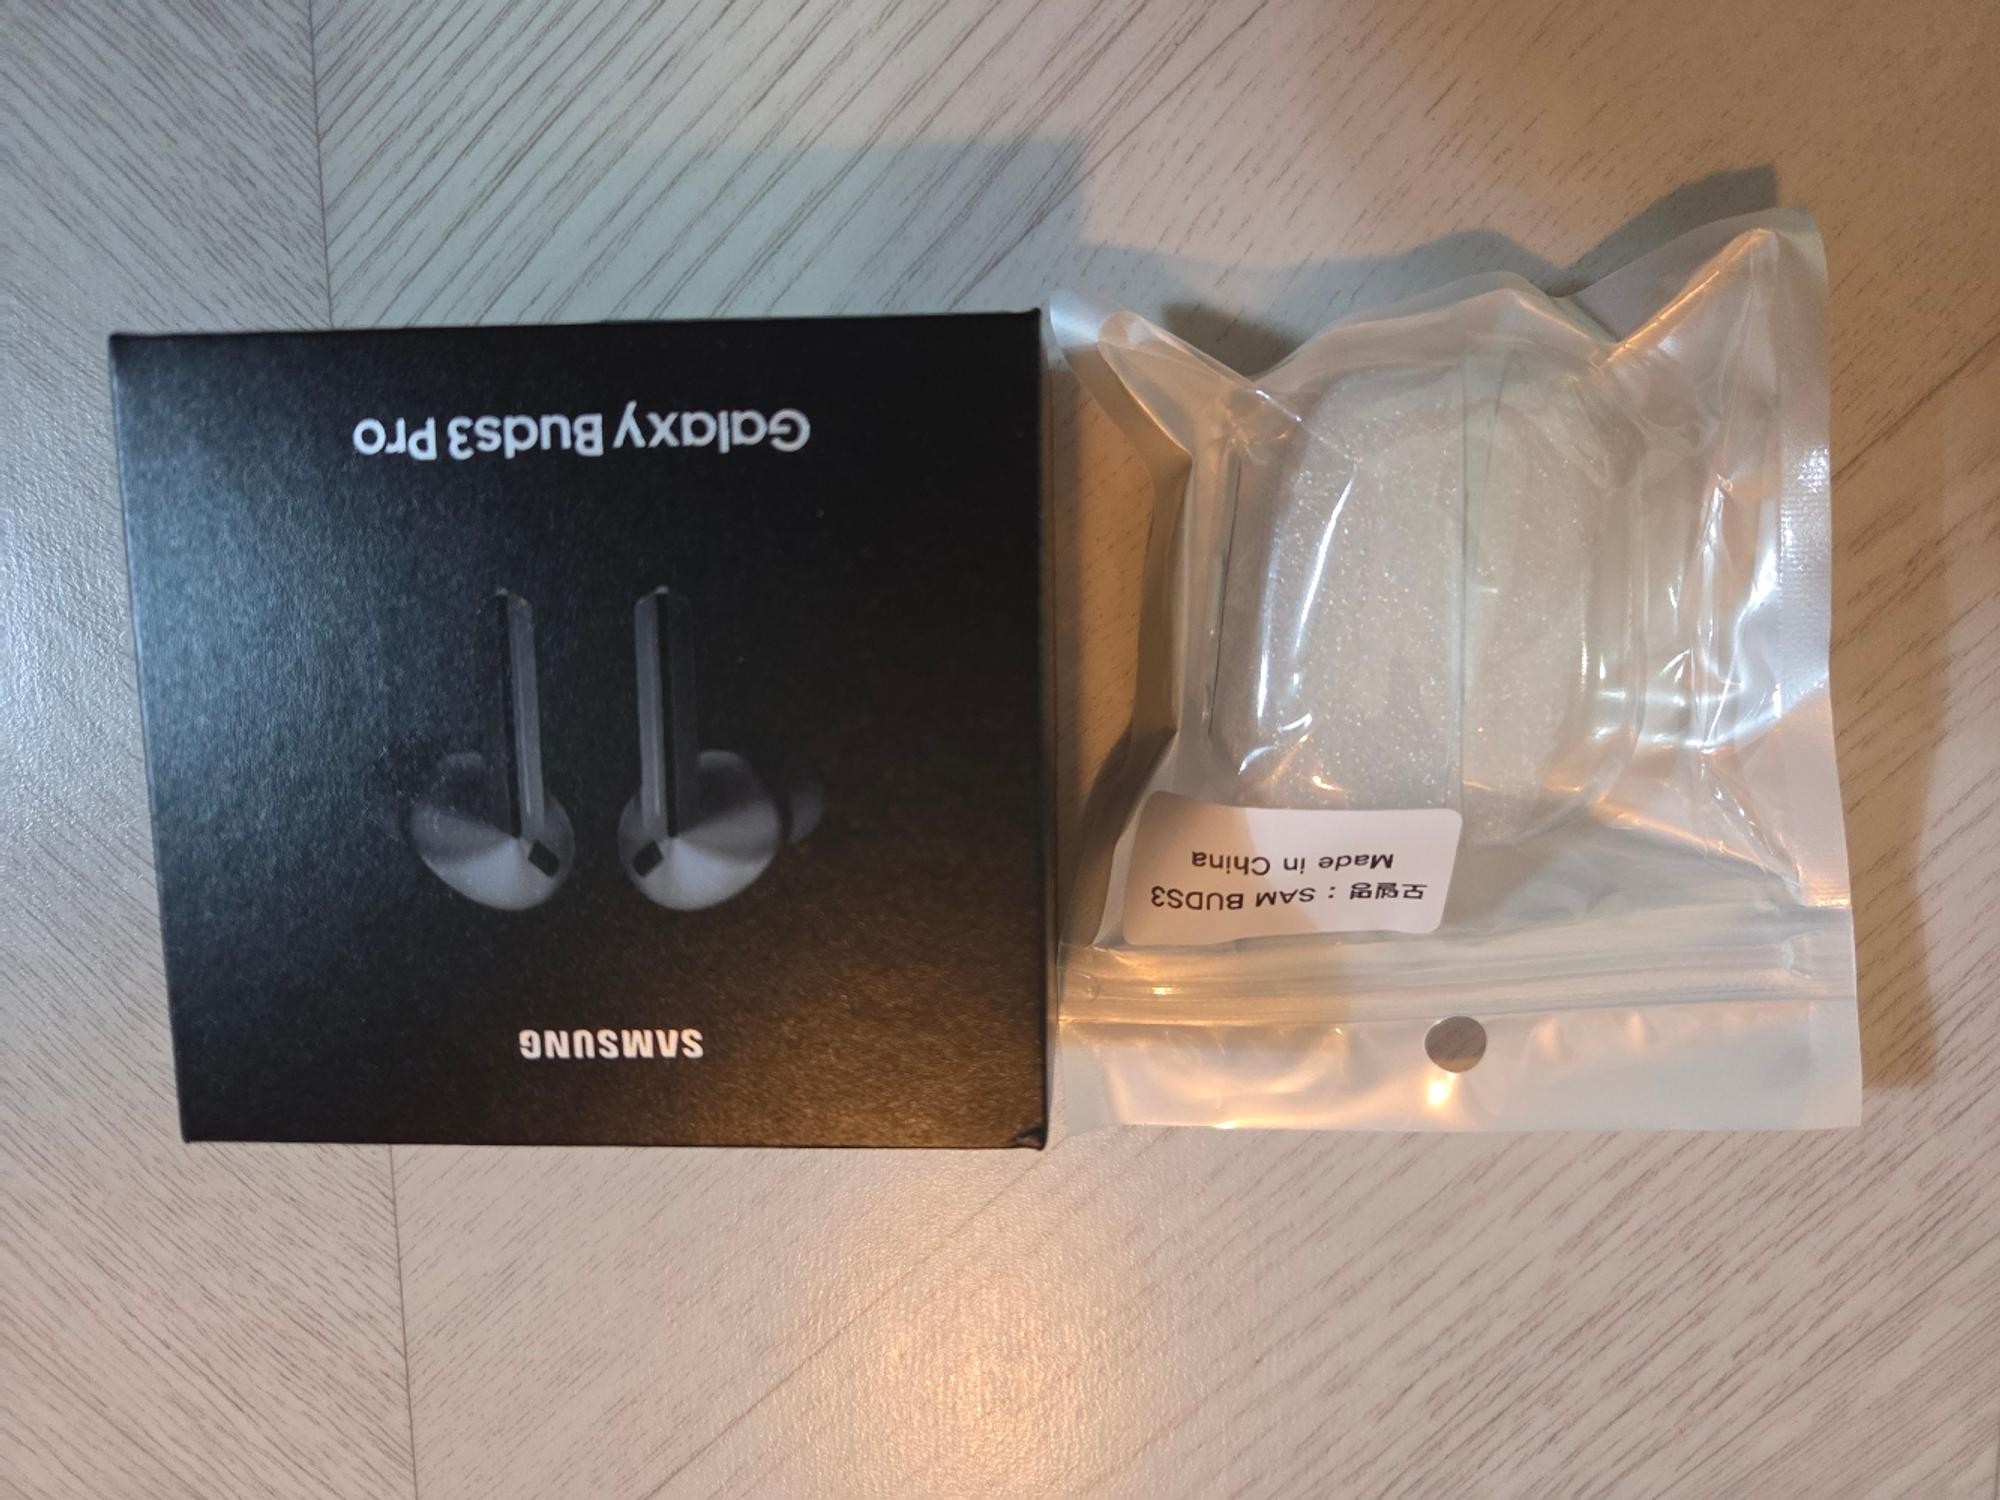 SAMSUNG
Galaxy Buds3 Pro
모델명 : SAM BUDS3
Made in China